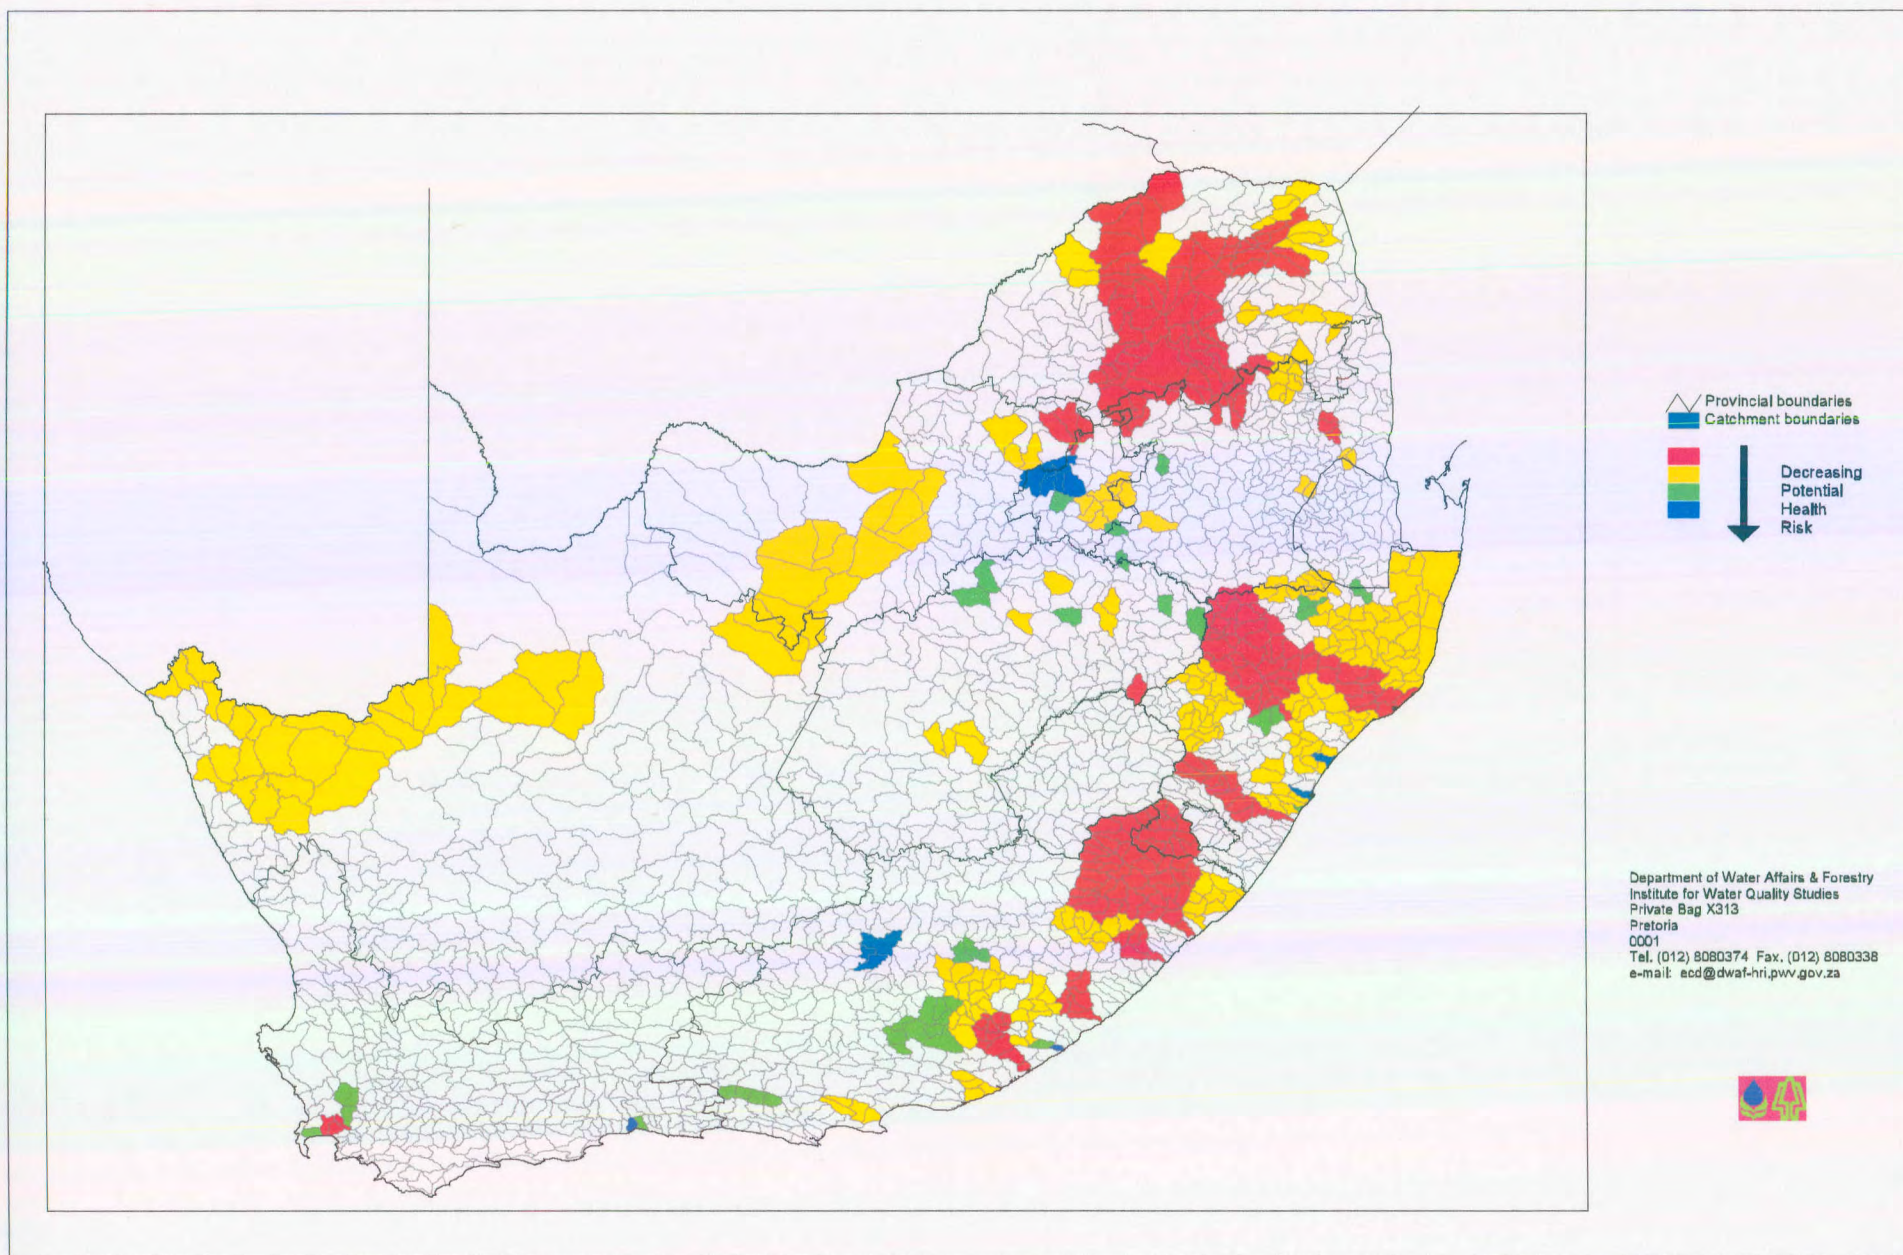 Provincial boundaries
Catchment boundaries
Decreasing
Potential
Health
Risk
Department of Water Affairs & Forestry
Institute for Water Quality Studies
Private Bag X313
Pretoria
0001
Tel. (012) 8080374 Fax. (012) 8080338
e-mail: ecd@dwaf-hri.pwv.gov.za